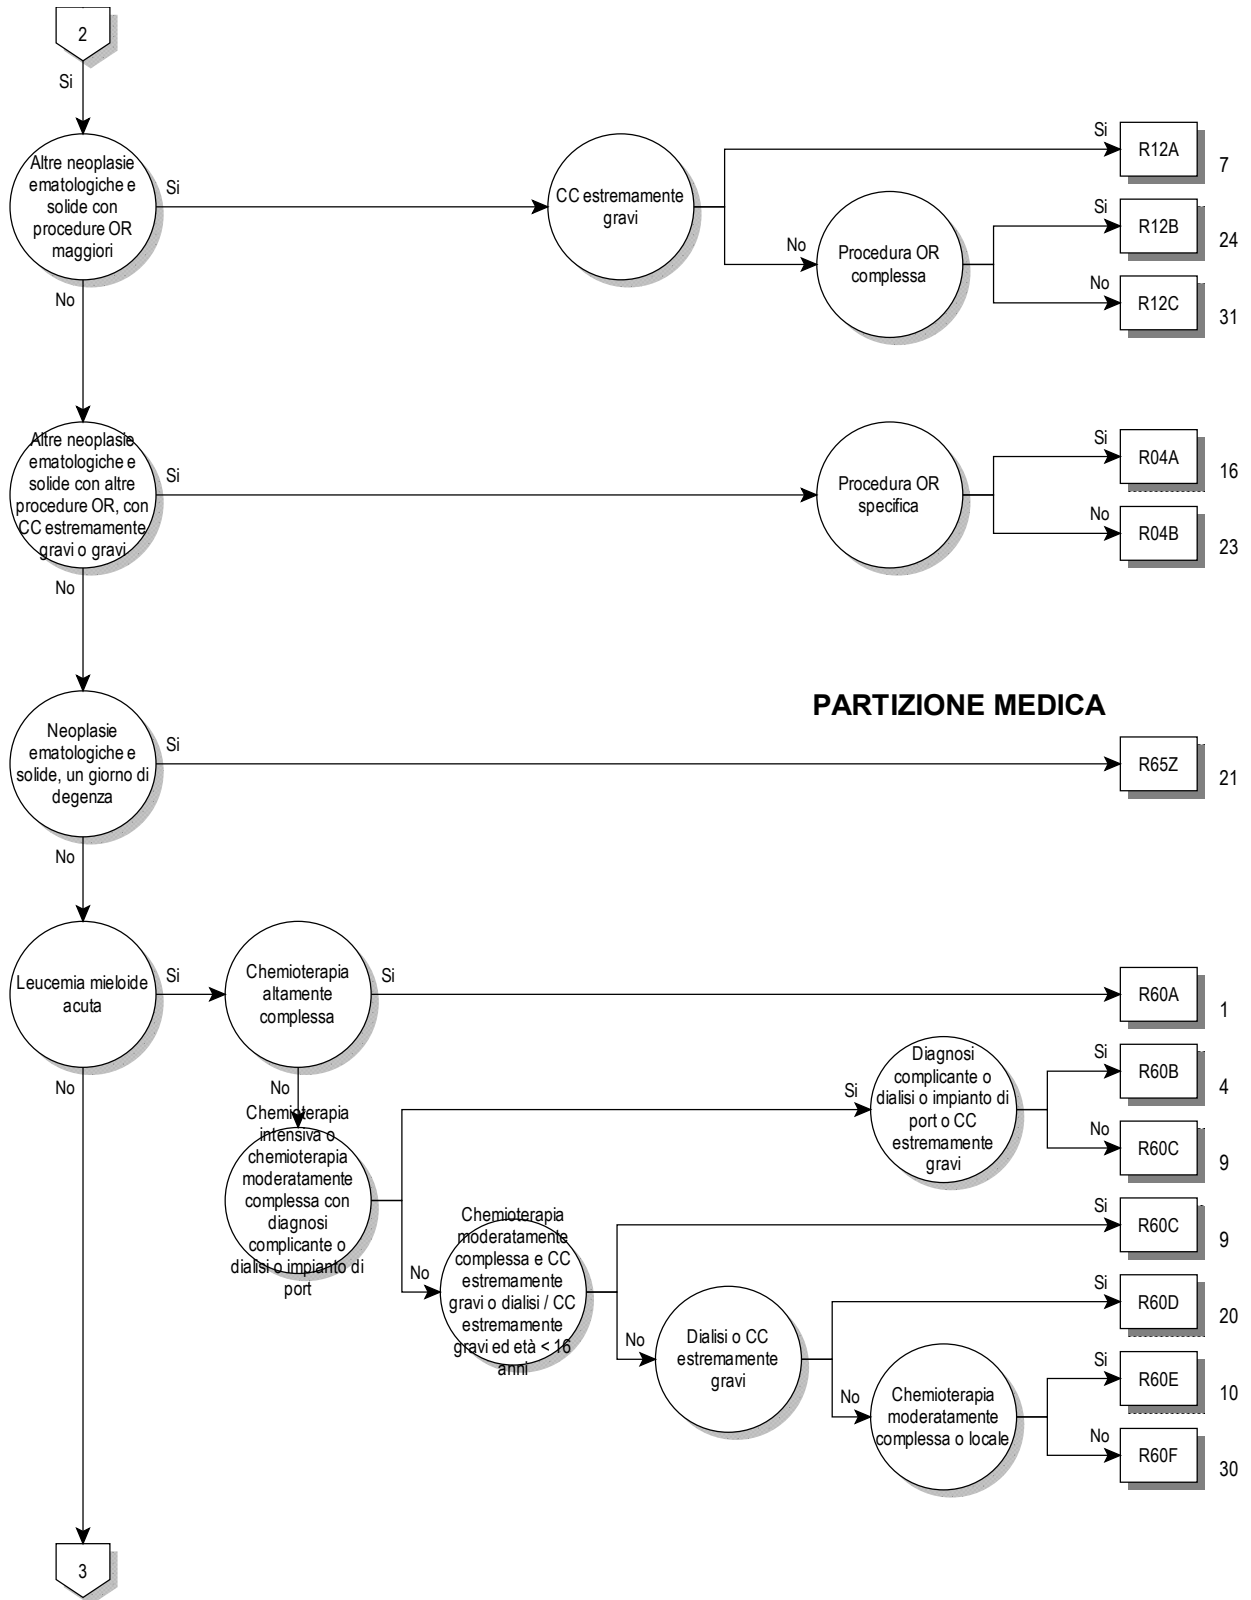 2
Si
Altre neoplasie
ematologiche e
solide con
procedure OR
maggiori
Si
CC estremamente
gravi
Si
R12A
7
No
Procedura OR
complessa
Si
R12B
24
No
R12C
31
No
Altre neoplasie
ematologiche e
solide con altre
procedure OR, con
CC estremamente
gravi o gravi
Si
Procedura OR
specifica
Si
R04A
16
No
R04B
23
No
PARTIZIONE MEDICA
Neoplasie
ematologiche e
solide, un giorno di
degenza
Si
R65Z
21
No
Leucemia mieloide
acuta
Si
Chemioterapia
altamente
complessa
Si
R60A
1
No
No
Chemioterapia
intensiva o
chemioterapia
moderatamente
complessa con
diagnosi
complicante o
dialisi o impianto di
port
Si
Diagnosi
complicante o
dialisi o impianto di
port o CC
estremamente
gravi
Si
R60B
4
No
R60C
9
No
Chemioterapia
moderatamente
complessa e CC
estremamente
gravi o dialisi / CC
estremamente
gravi ed età < 16
anni
Si
R60C
9
No
Dialisi o CC
estremamente
gravi
Si
R60D
20
No
Chemioterapia
moderatamente
complessa o locale
Si
R60E
10
No
R60F
30
3